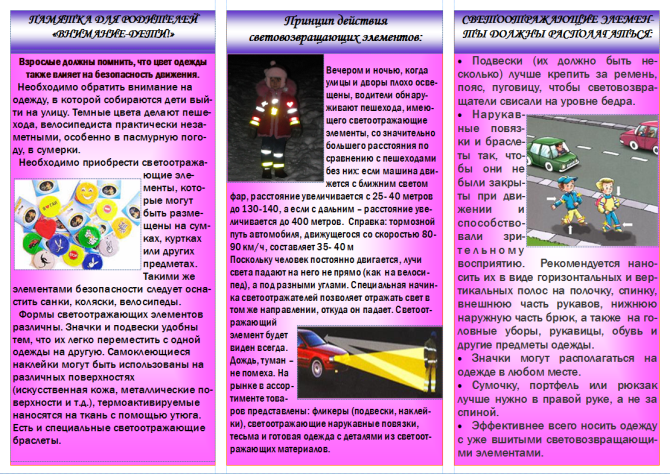 ПАМЯТКА ДЛЯ РОДИТЕЛЕЙ
«ВНИМАНИЕ-ДЕТИ!»
Взрослые должны помнить, что цвет одежды
также влияет на безопасность движения.
Необходимо обратить внимание на
одежду, в которой собираются дети вый-
ти на улицу. Темные цвета делают пеше-
хода, велосипедиста практически неза-
метными, особенно в пасмурную пого-
ду, в сумерки.
Необходимо приобрести светоотража-
ющие эле-
менты, кото-
рые могут
быть разме-
щены на сум-
ках, куртках
или других
предметах.
Такими же
элементами безопасности следует осна-
стить санки, коляски, велосипеды.
Формы светоотражающих элементов
различны. Значки и подвески удобны
тем, что их легко переместить с одной
одежды на другую. Самоклеющиеся
наклейки могут быть использованы на
различных поверхностях
(искусственная кожа, металлические по-
верхности и т.д.), термоактивируемые
наносятся на ткань с помощью утюга.
Есть и специальные светоотражающие
браслеты.
Принцип действия
световозвращающих элементов:
Вечером и ночью, когда
улицы и дворы плохо осве-
щены, водители обнару-
живают пешехода, имею-
щего светоотражающие
элементы, со значительно
большего расстояния по
сравнению с пешеходами
без них: если машина дви-
жется с ближним светом
фар, расстояние увеличивается с 25- 40 метров
до 130-140, а если с дальним – расстояние уве-
личивается до 400 метров. Справка: тормозной
путь автомобиля, движущегося со скоростью 80-
90 км/ч, составляет 35- 40 м
Поскольку человек постоянно двигается, лучи
света падают на него не прямо (как на велоси-
пед), а под разными углами. Специальная начин-
ка светоотражателей позволяет отражать свет в
том же направлении, откуда он падает. Светоот-
ражающий
элемент будет
виден всегда.
Дождь, туман –
не помеха. На
рынке в ассор-
тименте това-
ров представлены: фликеры (подвески, наклей-
ки), светоотражающие нарукавные повязки,
тесьма и готовая одежда с деталями из светоот-
ражающих материалов.
СВЕТООТРАЖАЮЩИЕ ЭЛЕМЕН-
ТЫ ДОЛЖНЫ РАСПОЛАГАТЬСЯ:
• Подвески (их должно быть не-
сколько) лучше крепить за ремень,
пояс, пуговицу, чтобы световозвра-
щатели свисали на уровне бедра.
• Нарукав-
ные повяз-
ки и брасле-
ты так, что-
бы они не
были закры-
ты при дви-
жении и
способство-
вали зри-
тельному
восприятию. Рекомендуется нано-
сить их в виде горизонтальных и вер-
тикальных полос на полочку, спинку,
внешнюю часть рукавов, нижнюю
наружную часть брюк, а также на го-
ловные уборы, рукавицы, обувь и
другие предметы одежды.
• Значки могут располагаться на
одежде в любом месте.
• Сумочку, портфель или рюкзак
лучше нужно в правой руке, а не за
спиной.
• Эффективнее всего носить одежду
с уже вшитыми световозвращающи-
ми элементами.